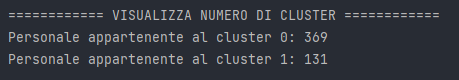 ============ VISUALIZZA NUMERO DI CLUSTER ============
Personale appartenente al cluster 0: 369
Personale appartenente al cluster 1: 131